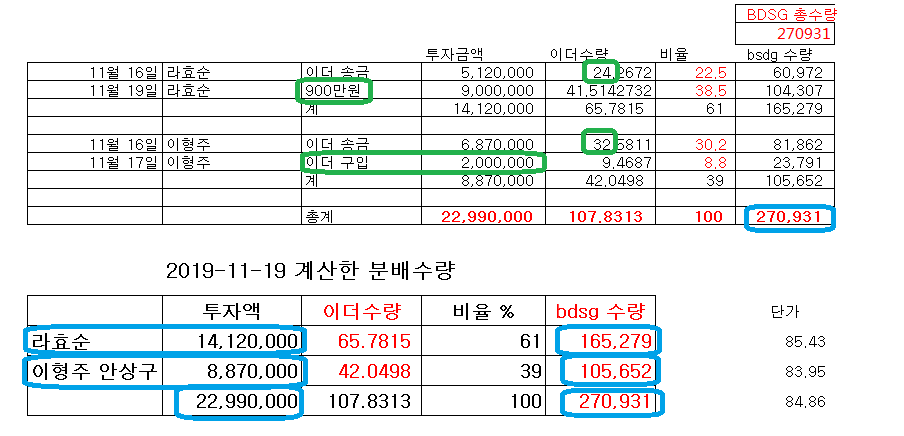 BDSG 총수량
270931
투자금액 이더수량 비율 bsdg 수량
11월 16일 라효순 이더 송금 5,120,000 24.2672 22.5 60,972
11월 19일 라효순 900만원 9,000,000 41.5142732 38.5 104,307
계 14,120,000 65.7815 61 165,279
11월 16일 이형주 이더 송금 6,870,000 32.5811 30.2 81,862
11월 17일 이형주 이더 구입 2,000,000 9.4687 8.8 23,791
계 8,870,000 42.0498 39 105,652
총계 22,990,000 107.8313 100 270,931
2019-11-19 계산한 분배수량
투자액 이더수량 비율 % bdsg 수량 단가
라효순 14,120,000 65.7815 61 165,279 85.43
이형주 안상구 8,870,000 42.0498 39 105,652 83.95
22,990,000 107.8313 100 270,931 84.86